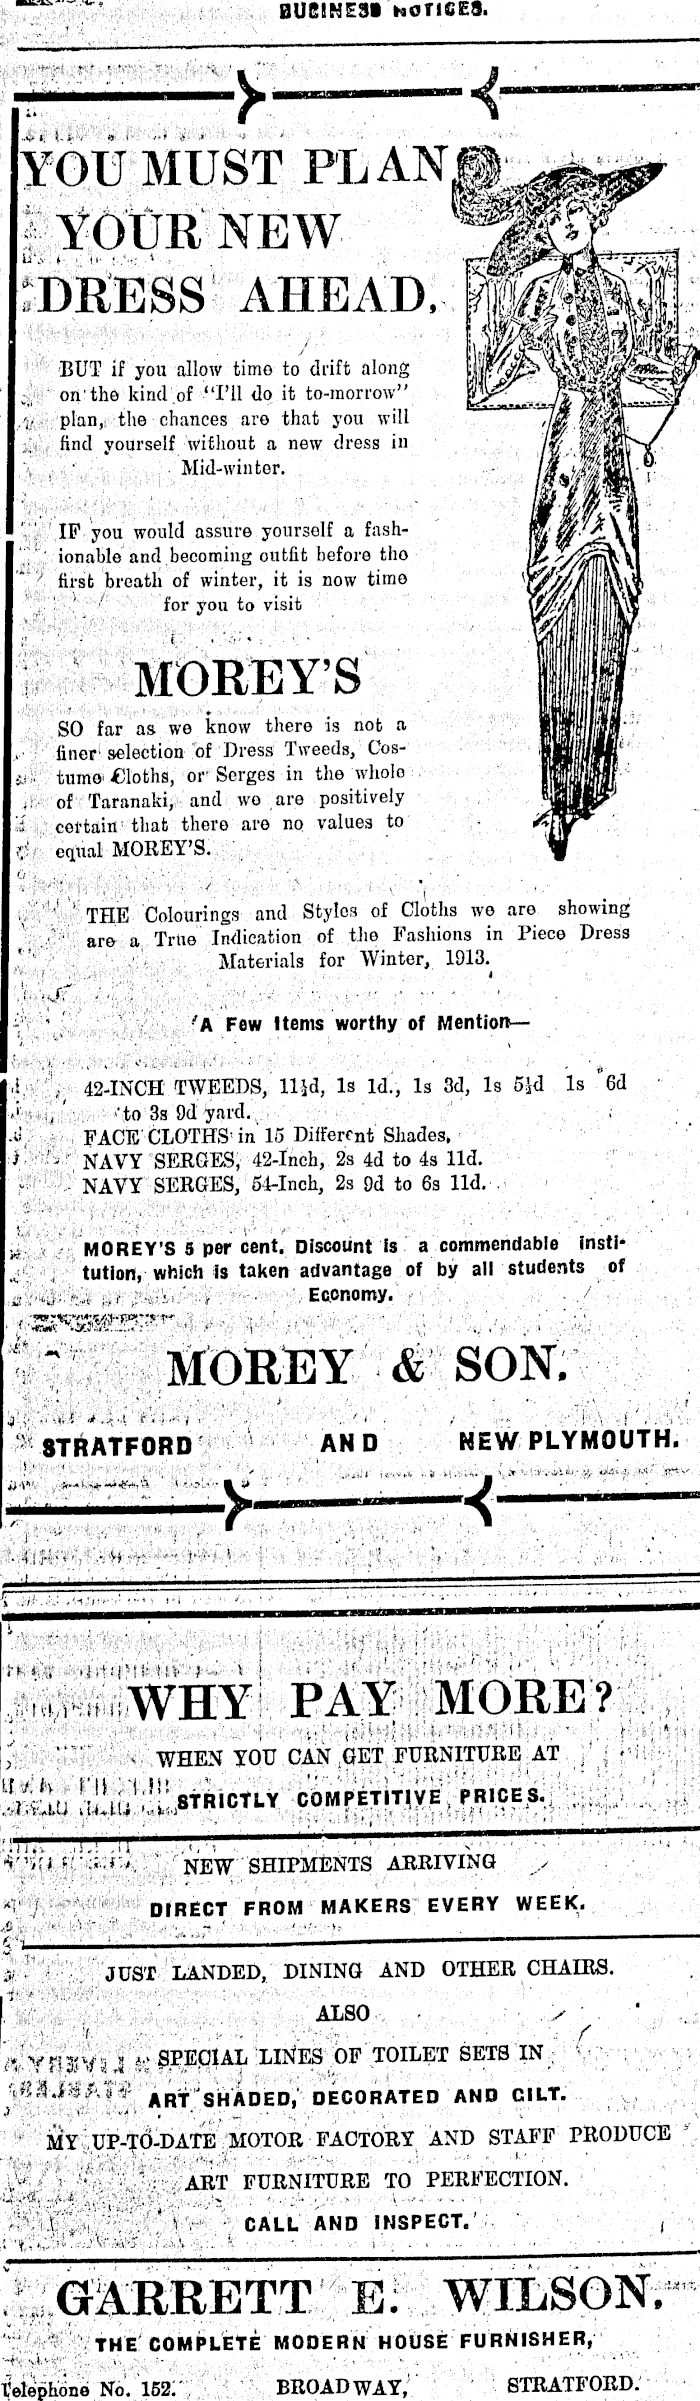 BUSINESS NOTICES.
YOU MUST PLAN
YOUR NEW
DRESS AHEAD,
BUT if you allow time to drift along
on the kind of "I'll do it to-morrow"
plan, the chances are that you will
find yourself without a new dress in
Mid-winter.
IF you would assure yourself a fash-
ionable and becoming outfit before the
first breath of winter, it is now time
for you to visit
MOREY'S
SO far as we know there is not a
finer selection of Dress Tweeds, Cos-
tume Cloths, or Serges in the whole
of Taranaki, and we are positively
certain that there are no values to
equal MOREY'S.
THE Colourings and Styles of Cloths we are showing
are a True Indication of the Fashions in Piece Dress
Materials for Winter, 1913.
A Few Items worthy of Mention—
42-INCH TWEEDS, 11½d, 1s 1d., 1s 3d, 1s 5½d 1s 6d
to 3s 9d yard.
FACE CLOTHS in 15 Different Shades,
NAVY SERGES, 42-Inch, 2s 4d to 4s 11d.
NAVY SERGES, 54-Inch, 2s 9d to 6s 11d.
MOREY'S 5 per cent. Discount is a commendable insti-
tution, which is taken advantage of by all students of
Economy.
MOREY & SON.
STRATFORD AND NEW PLYMOUTH.
WHY PAY MORE?
WHEN YOU CAN GET FURNITURE AT
STRICTLY COMPETITIVE PRICES.
NEW SHIPMENTS ARRIVING
DIRECT FROM MAKERS EVERY WEEK.
JUST LANDED, DINING AND OTHER CHAIRS.
ALSO
SPECIAL LINES OF TOILET SETS IN
ART SHADED, DECORATED AND GILT.
MY UP-TO-DATE MOTOR FACTORY AND STAFF PRODUCE
ART FURNITURE TO PERFECTION.
CALL AND INSPECT.
GARRETT E. WILSON.
THE COMPLETE MODERN HOUSE FURNISHER,
Telephone No. 152. BROADWAY, STRATFORD.